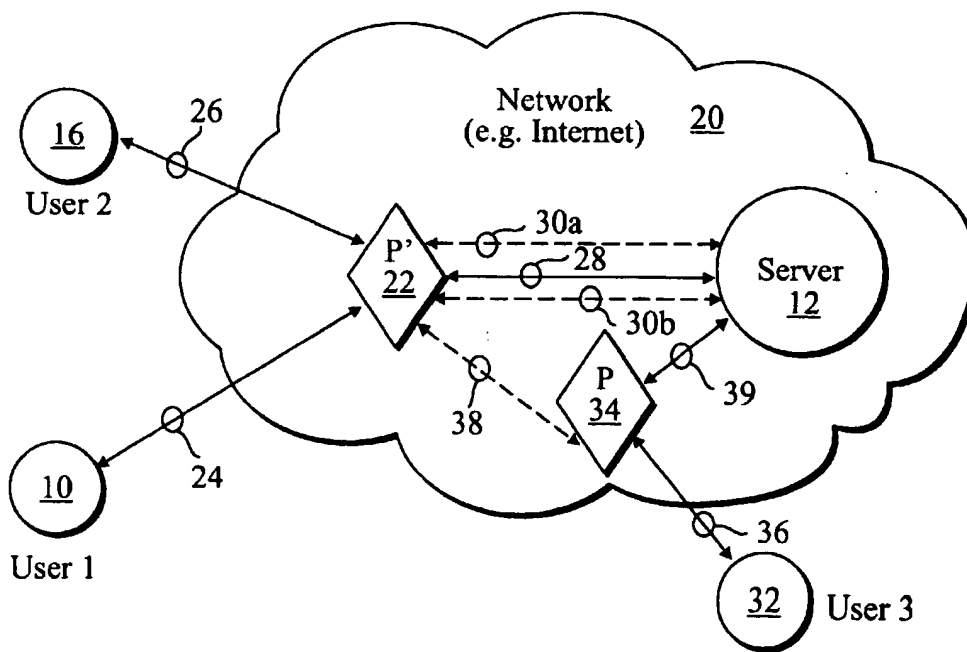 Network
(e.g. Internet)
20
26
16
User 2
30a
P'
22
28
Server
12
30b
P
34
39
38
24
10
User 1
36
32
User 3